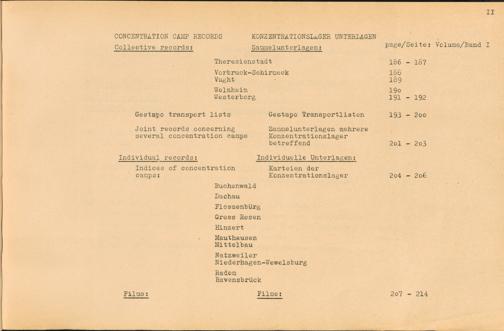 II
CONCENTRATION CAMP RECORDS KONZENTRATIONSLAGER UNTERLAGEN
Collective records: Sammelunterlagen: page/Seite: Volume/Band I
Theresienstadt 186 - 187
Vorbruck-Schirmeck 188
Vught 189
Welzheim 190
Westerborg 191 - 192
Gestapo transport lists Gestapo Transportlisten 193 - 200
Joint records concerning Sammelunterlagen mehrere
several concentration camps Konzentrationslager
betreffend 201 - 203
Individual records: Individuelle Unterlagen:
Indices of concentration Karteien der
camps: Konzentrationslager 204 - 206
Buchenwald
Dachau
Flossenbürg
Gross Rosen
Hinzert
Mauthausen
Mittelbau
Natzweiler
Niederhagen-Wewelsburg
Ravensbrück
Films: Filme: 207 - 214